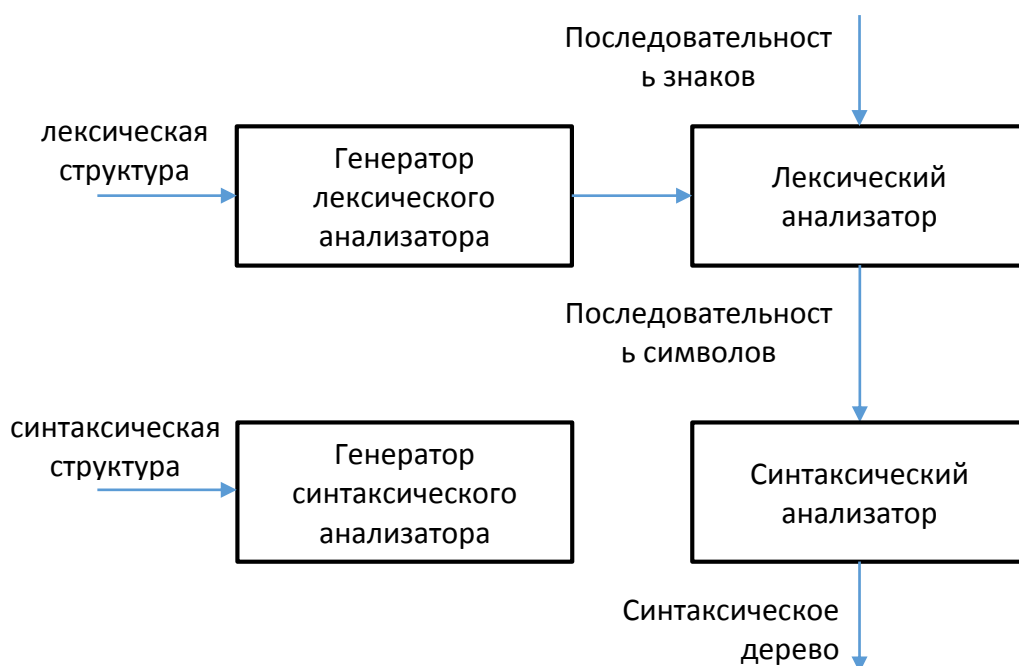 Последовательност
ь знаков
лексическая
структура
Генератор
лексического
анализатора
Лексический
анализатор
Последовательност
ь символов
синтаксическая
структура
Генератор
синтаксического
анализатора
Синтаксический
анализатор
Синтаксическое
дерево